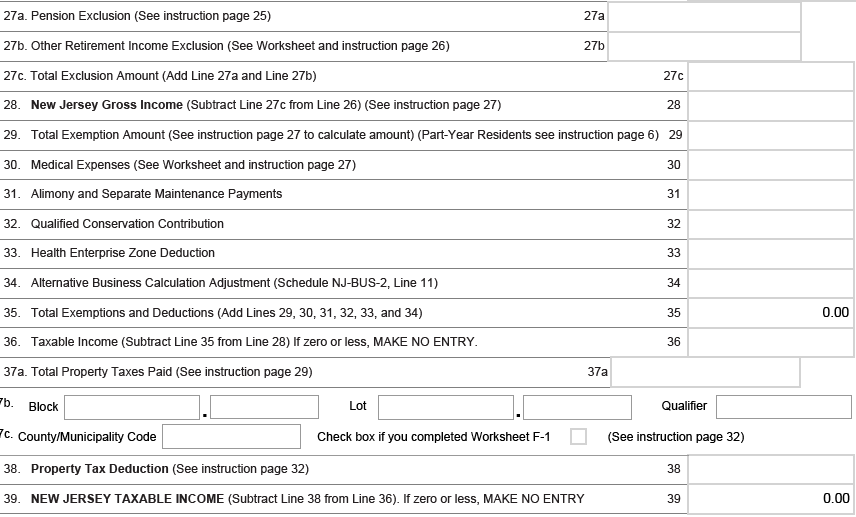 27a. Pension Exclusion (See instruction page 25) 27a
27b. Other Retirement Income Exclusion (See Worksheet and instruction page 26) 27b
27c. Total Exclusion Amount (Add Line 27a and Line 27b) 27c
28. New Jersey Gross Income (Subtract Line 27c from Line 26) (See instruction page 27) 28
29. Total Exemption Amount (See instruction page 27 to calculate amount) (Part-Year Residents see instruction page 6) 29
30. Medical Expenses (See Worksheet and instruction page 27) 30
31. Alimony and Separate Maintenance Payments 31
32. Qualified Conservation Contribution 32
33. Health Enterprise Zone Deduction 33
34. Alternative Business Calculation Adjustment (Schedule NJ-BUS-2, Line 11) 34
35. Total Exemptions and Deductions (Add Lines 29, 30, 31, 32, 33, and 34) 35 0.00
36. Taxable Income (Subtract Line 35 from Line 28) If zero or less, MAKE NO ENTRY. 36
37a. Total Property Taxes Paid (See instruction page 29) 37a
7b. Block . Lot . Qualifier
7c. County/Municipality Code Check box if you completed Worksheet F-1 (See instruction page 32)
38. Property Tax Deduction (See instruction page 32) 38
39. NEW JERSEY TAXABLE INCOME (Subtract Line 38 from Line 36). If zero or less, MAKE NO ENTRY 39 0.00